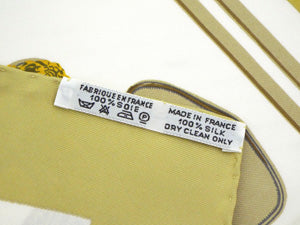 FABRIQUE EN FRANCE
100% SOIE
MADE IN FRANCE
100% SILK
DRY CLEAN ONLY